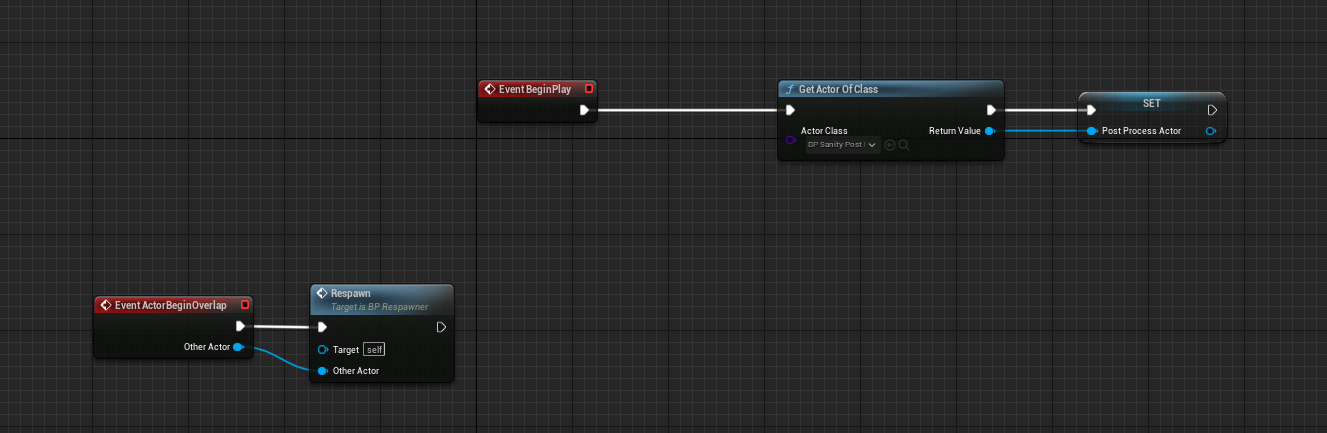 Event BeginPlay
f Get Actor Of Class
Actor Class
Return Value
BP Sanity Post
SET
Post Process Actor
Event ActorBeginOverlap
Other Actor
Respawn
Target is BP Respawner
Target self
Other Actor